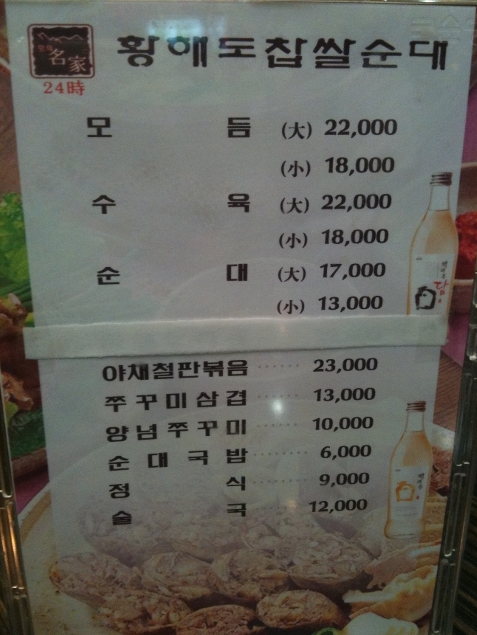 名家
24時
황해도찹쌀순대
모듬 (大) 22,000
(小) 18,000
수육 (大) 22,000
(小) 18,000
순대 (大) 17,000
(小) 13,000
야채철판볶음 ······ 23,000
쭈꾸미삼겹 ······ 13,000
양념쭈꾸미 ······ 10,000
순대국밥 ········ 6,000
정식 ······ 9,000
술국 ······ 12,000